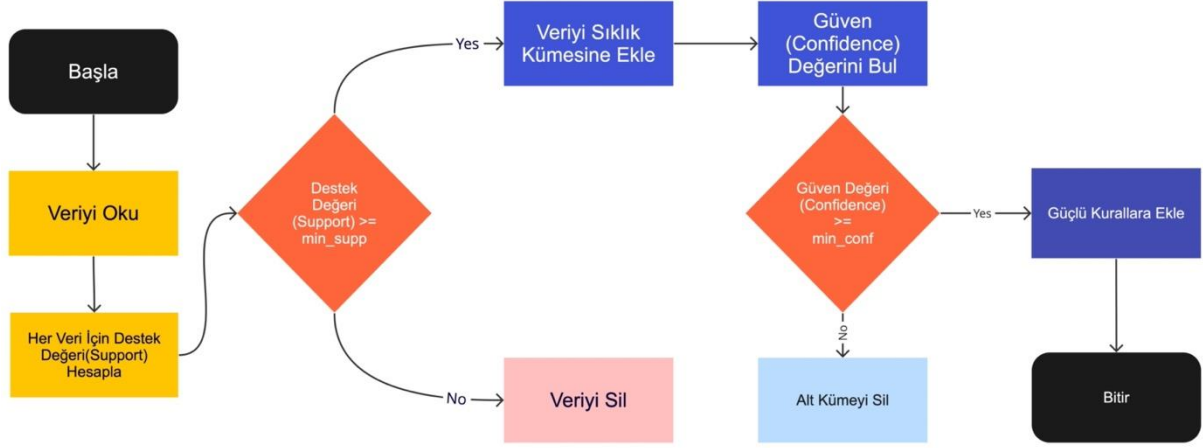 Başla
Veriyi Oku
Her Veri İçin Destek
Değeri(Support)
Hesapla
Destek
Değeri
(Support) >=
min_supp
Yes
Veriyi Sıklık
Kümesine Ekle
No
Veriyi Sil
Güven
(Confidence)
Değerini Bul
Güven Değeri
(Confidence)
>=
min_conf
No
Alt Kümeyi Sil
Yes
Güçlü Kurallara Ekle
Bitir